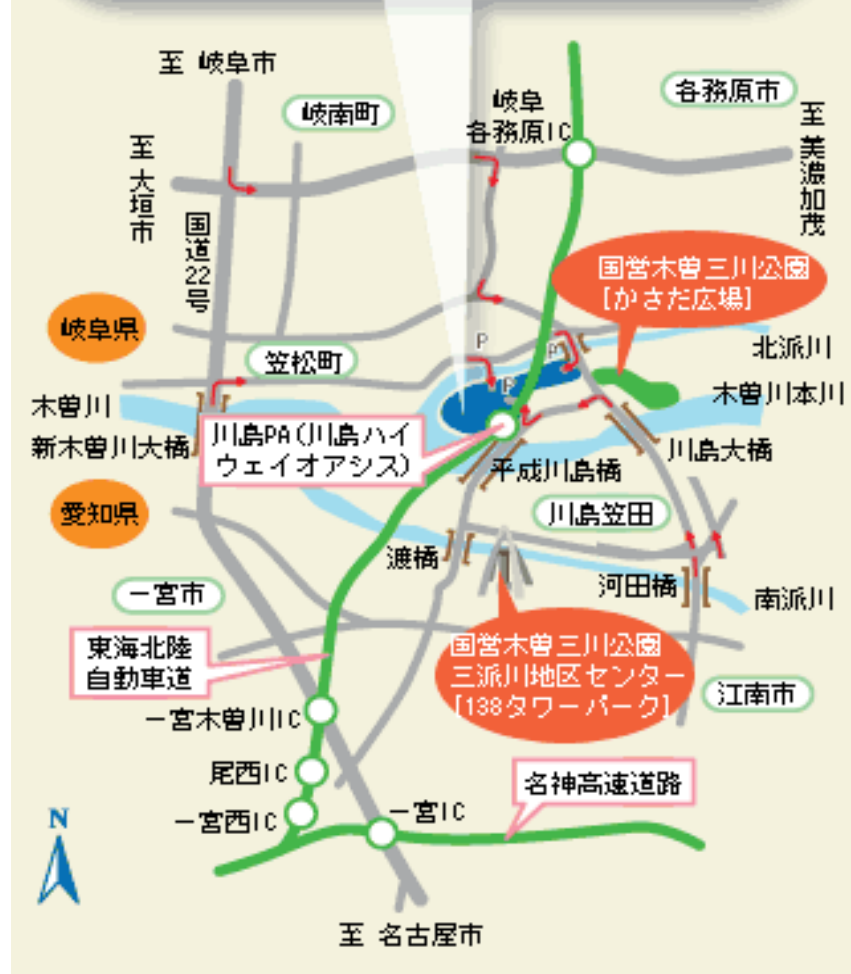 至 岐阜市
岐南町
各務原市
岐阜
各務原IC
至 美濃加茂
至 大垣市
国道22号
国営木曽三川公園
[かさだ広場]
岐阜県
北派川
笠松町
P
P
P
木曽川
木曽川本川
新木曽川大橋
川島PA(川島ハイ
ウェイオアシス)
平成川島橋
川島大橋
愛知県
川島笠田
渡橋
河田橋
南派川
一宮市
東海北陸
自動車道
国営木曽三川公園
三派川地区センター
[138タワーパーク]
江南市
一宮木曽川IC
尾西IC
名神高速道路
一宮西IC
一宮IC
N
至 名古屋市